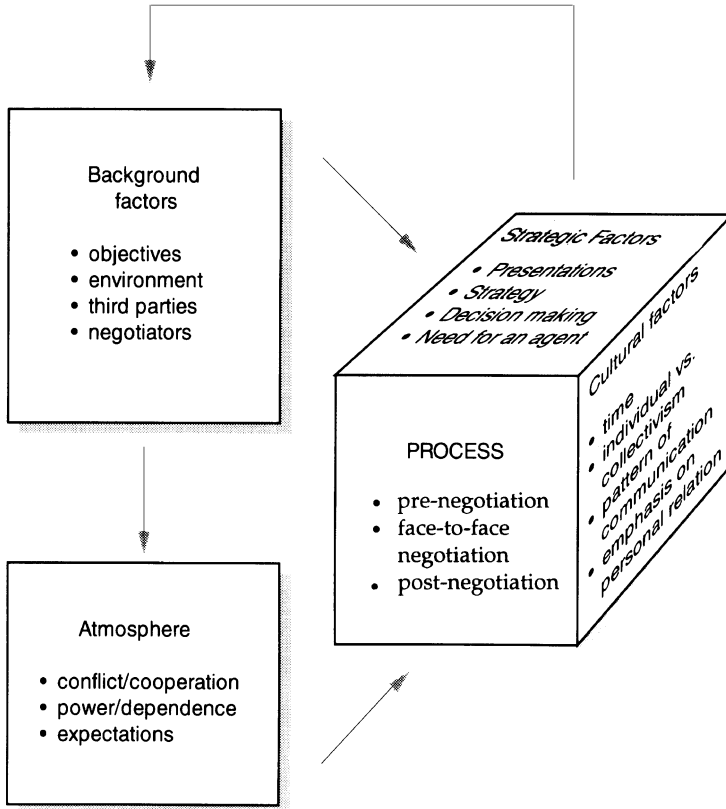 Background
factors
• objectives
• environment
• third parties
• negotiators
Atmosphere
• conflict/cooperation
• power/dependence
• expectations
Strategic Factors
• Presentations
• Strategy
• Decision making
• Need for an agent
PROCESS
• pre-negotiation
• face-to-face
negotiation
• post-negotiation
Cultural factors
• time
• individual vs.
collectivism
• pattern of
communication
• emphasis on
personal relation